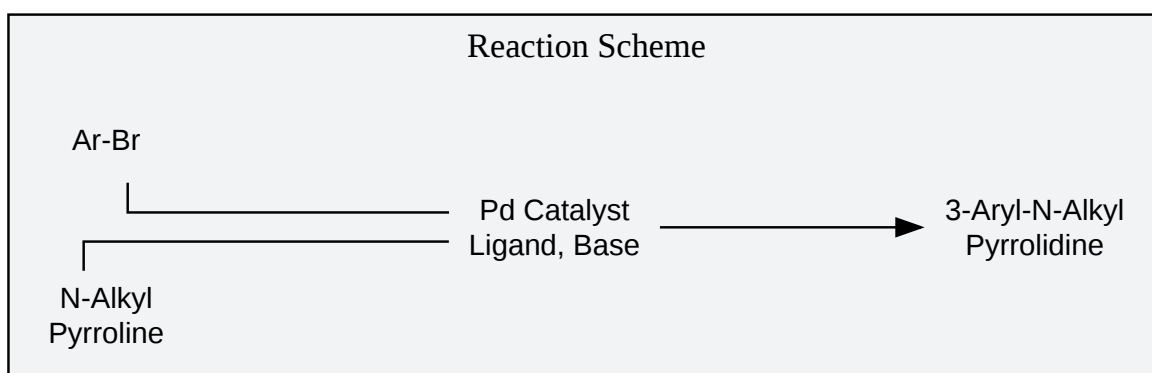 Reaction Scheme
Ar-Br
N-Alkyl
Pyrroline
Pd Catalyst
Ligand, Base
3-Aryl-N-Alkyl
Pyrrolidine